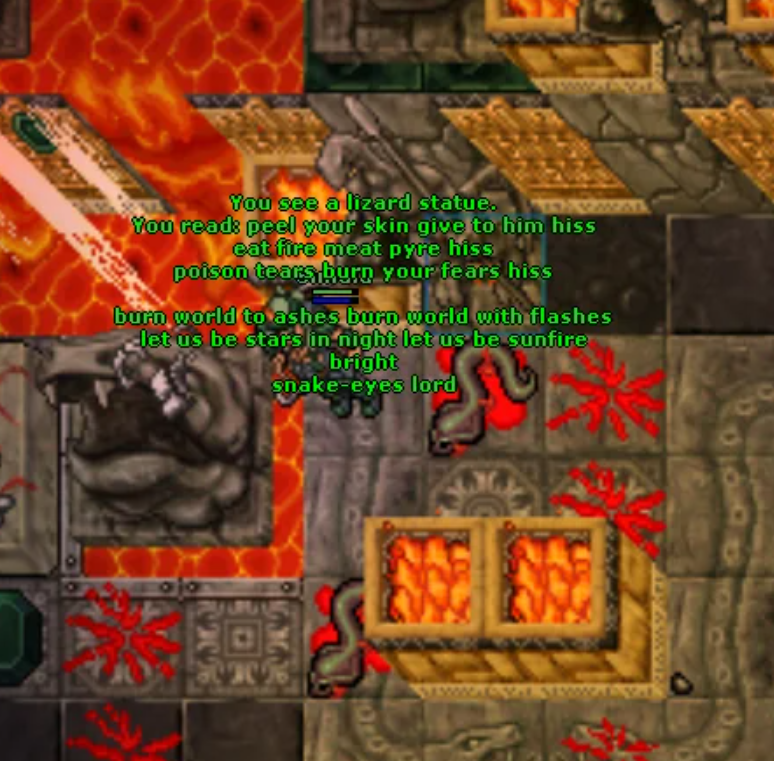 You see a lizard statue.
You read: peel your skin give to him hiss
eat fire meat pyre hiss
poison tears burn your fears hiss
burn world to ashes burn world with flashes
let us be stars in night let us be sunfire
bright
snake-eyes lord